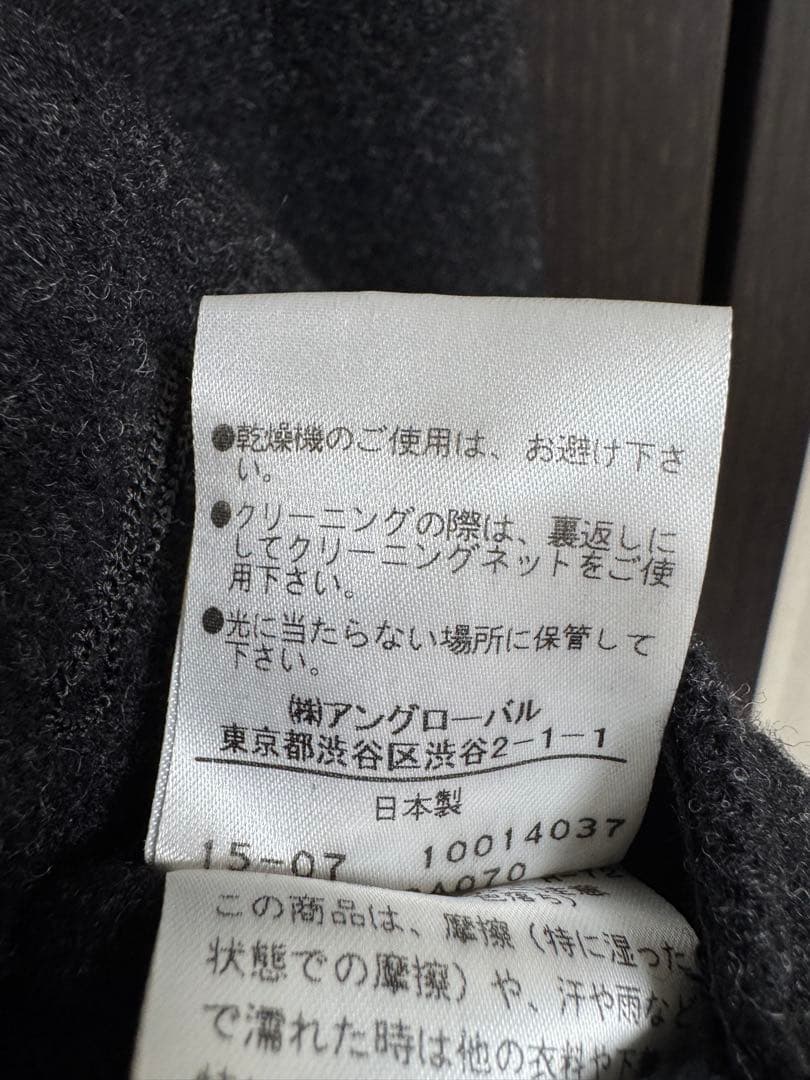 ●乾燥機のご使用は、お避け下さ
い。
●クリーニングの際は、裏返しに
してクリーニングネットをご使
用下さい。
●光に当たらない場所に保管して
下さい。
㈱アングローバル
東京都渋谷区渋谷2-1-1
日本製
15-07 10014037
この商品は、摩擦(特に湿った
状態での摩擦)や、汗や雨など
で濡れた時は他の衣料や下